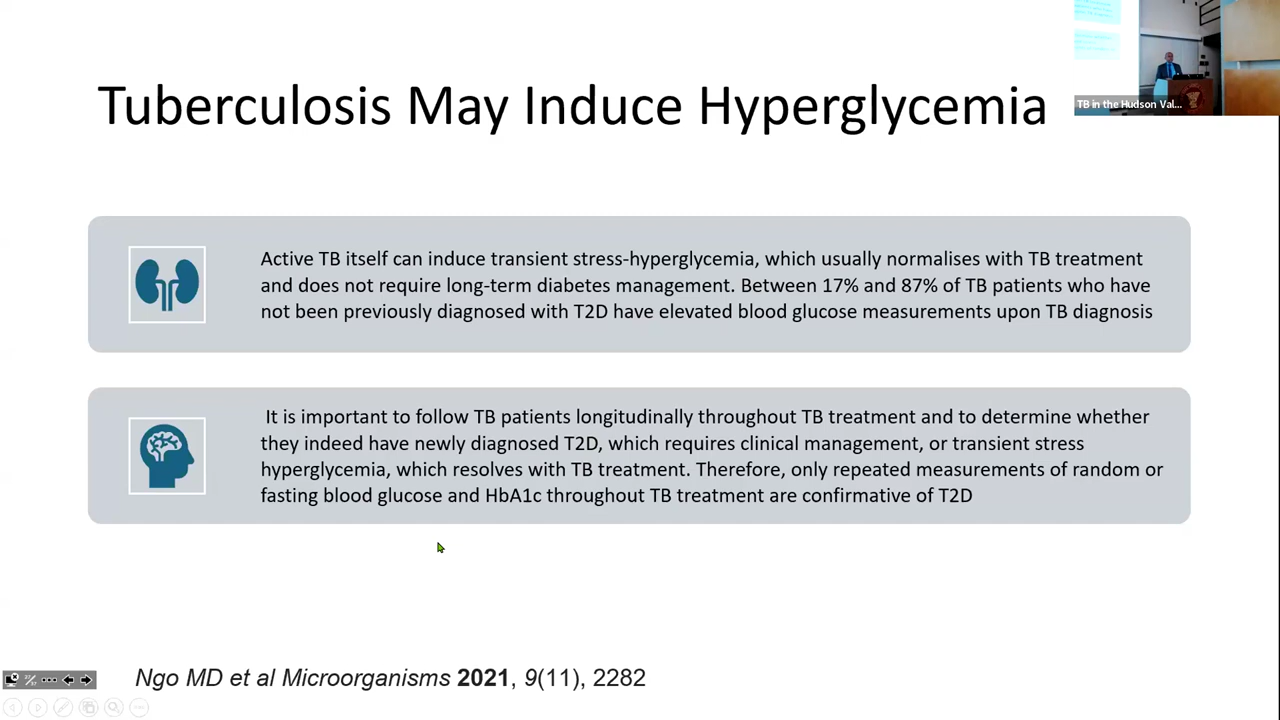 Tuberculosis May Induce Hyperglycemia
TB in the Hudson Val...
Active TB itself can induce transient stress-hyperglycemia, which usually normalises with TB treatment
and does not require long-term diabetes management. Between 17% and 87% of TB patients who have
not been previously diagnosed with T2D have elevated blood glucose measurements upon TB diagnosis
It is important to follow TB patients longitudinally throughout TB treatment and to determine whether
they indeed have newly diagnosed T2D, which requires clinical management, or transient stress
hyperglycemia, which resolves with TB treatment. Therefore, only repeated measurements of random or
fasting blood glucose and HbA1c throughout TB treatment are confirmative of T2D
Ngo MD et al Microorganisms 2021, 9(11), 2282